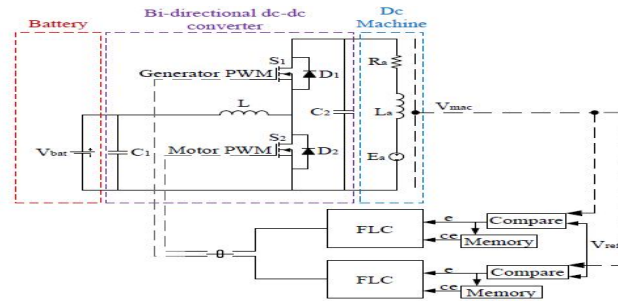 Battery
Bi-directional dc-dc
converter
Dc
Machine
S1
Generator PWM
D1
Ra
L
C2
La
Vmac
S2
Vbat
C1
Motor PWM
D2
Ea
FLC
e
Compare
ce
Memory
Vref
FLC
e
Compare
ce
Memory